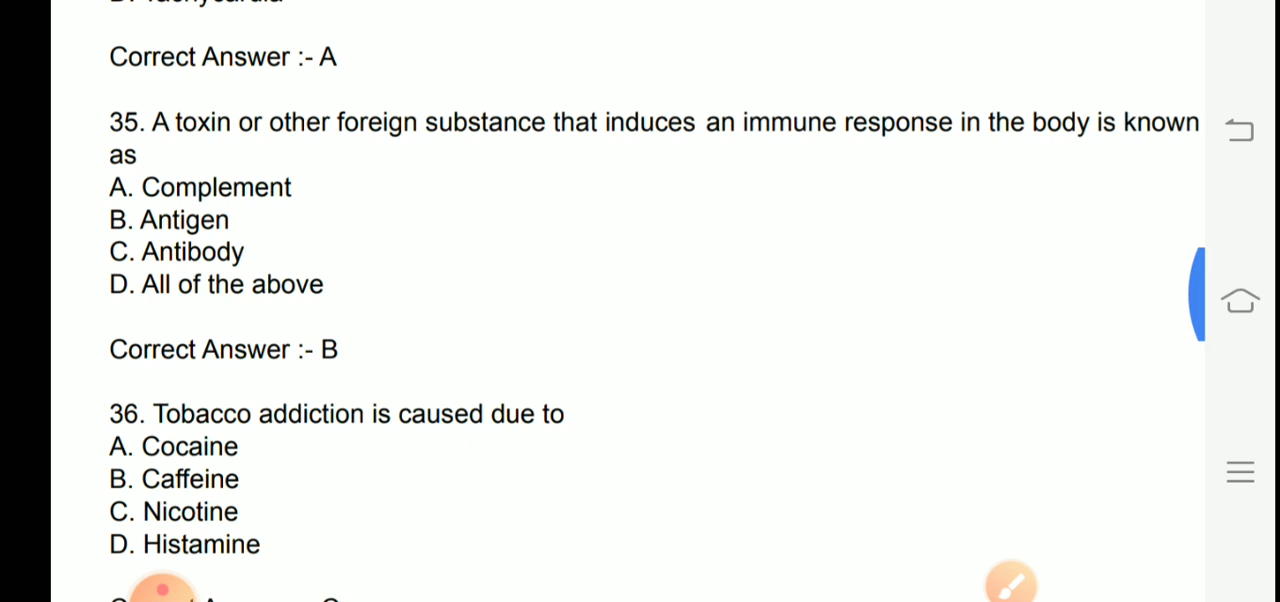 Correct Answer :- A
35. A toxin or other foreign substance that induces an immune response in the body is known
as
A. Complement
B. Antigen
C. Antibody
D. All of the above
Correct Answer :- B
36. Tobacco addiction is caused due to
A. Cocaine
B. Caffeine
C. Nicotine
D. Histamine